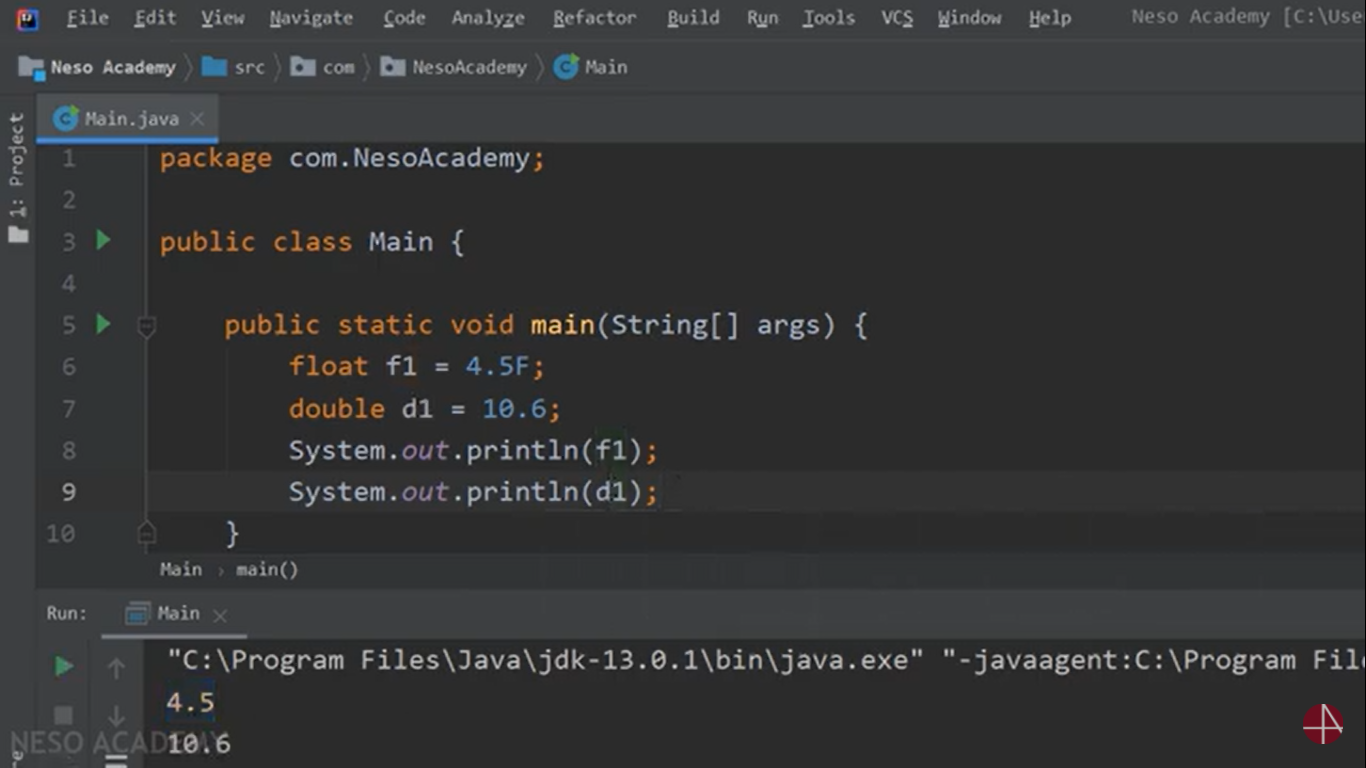 File Edit View Navigate Code Analyze Refactor Build Run Tools VCS Window Help Neso Academy [C:\Use
Neso Academy src com NesoAcademy Main
Main.java
1: Project
1 package com.NesoAcademy;
2
3 public class Main {
4
5 public static void main(String[] args) {
6 float f1 = 4.5F;
7 double d1 = 10.6;
8 System.out.println(f1);
9 System.out.println(d1);
10 }
Main › main()
Run: Main
"C:\Program Files\Java\jdk-13.0.1\bin\java.exe" "-javaagent:C:\Program File
4.5
10.6
NESO ACADEMY